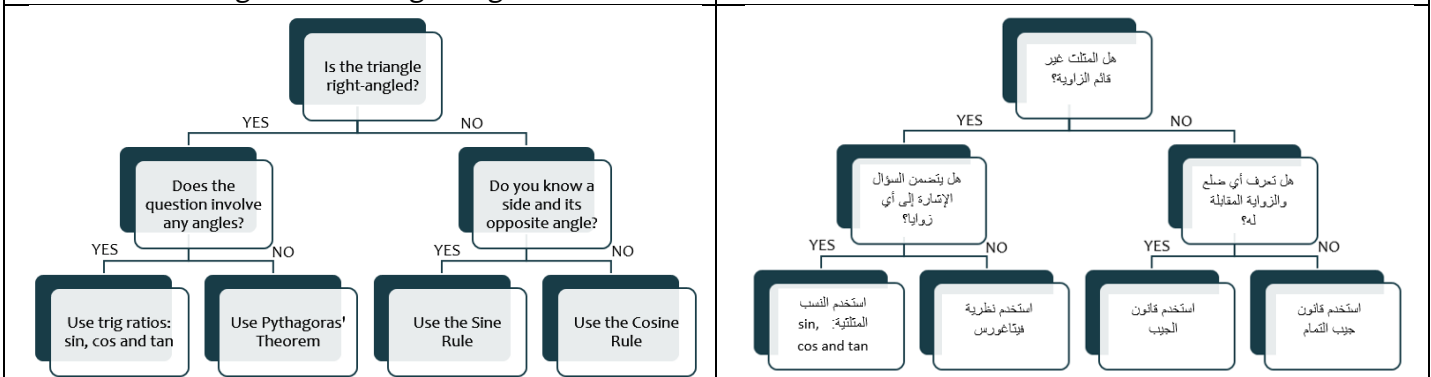 Is the triangle
right-angled?
YES
NO
Does the
question involve
any angles?
Do you know a
side and its
opposite angle?
YES
NO
YES
NO
Use trig ratios:
sin, cos and tan
Use Pythagoras'
Theorem
Use the Sine
Rule
Use the Cosine
Rule
هل المثلث غير
قائم الزاوية؟
YES
NO
هل يتضمن السؤال
الإشارة إلى أي
زوايا؟
هل تعرف أي ضلع
والزواية المقابلة
له؟
YES
NO
YES
NO
استخدم النسب
المثلثية: sin,
cos and tan
استخدم نظرية
فيثاغورس
استخدم قانون
الجيب
استخدم قانون
جيب التمام